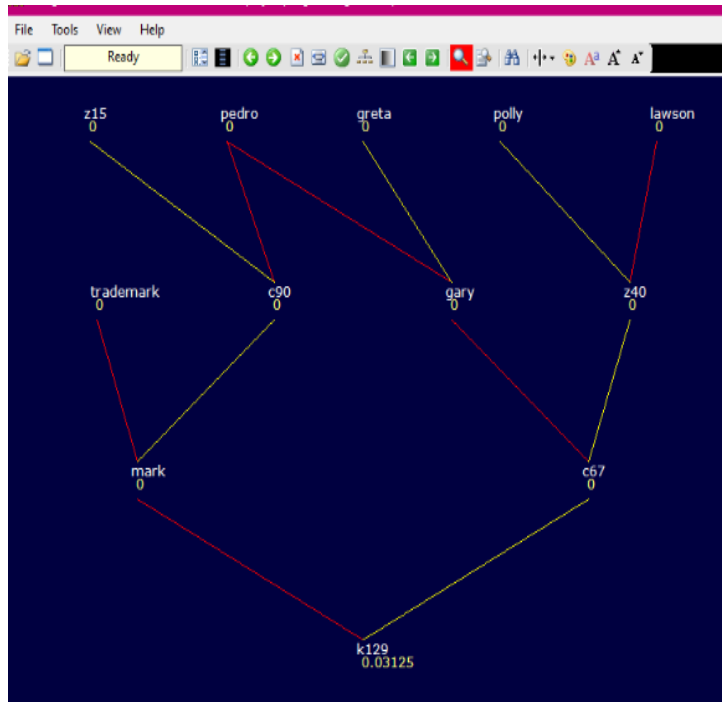 File Tools View Help
Ready
z15 pedro greta polly lawson
0 0 0 0 0
trademark c90 gary z40
0 0 0 0
mark c67
0 0
k129
0.03125